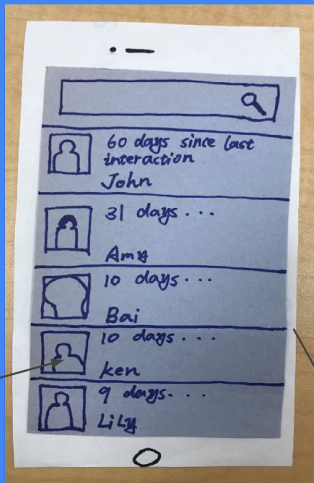 60 days since last
interaction
John
31 days...
Amy
10 days...
Bai
10 days...
ken
9 days...
LiLy